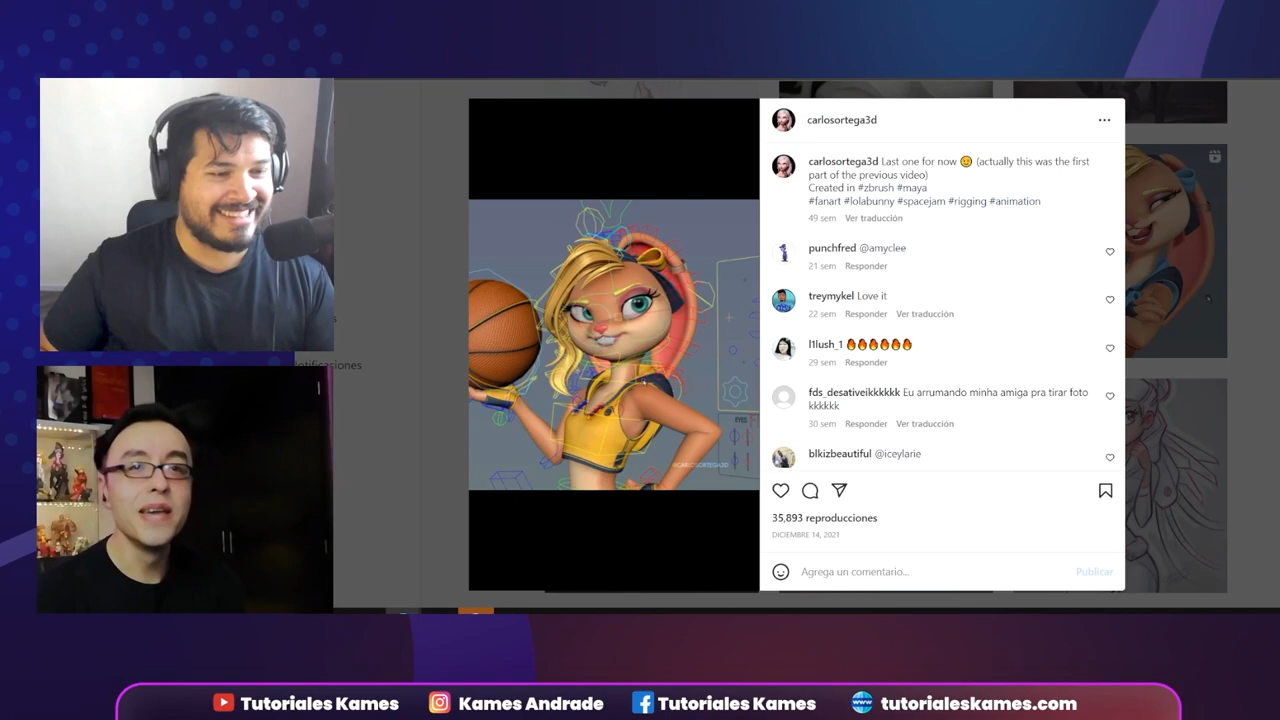 carlosortega3d
carlosortega3d Last one for now 😉 (actually this was the first
part of the previous video)
Created in #zbrush #maya
#fanart #lolabunny #spacejam #rigging #animation
49 sem Ver traducción
punchfred @amyclee
21 sem Responder
treymykel Love it
22 sem Responder Ver traducción
l1lush_1 🔥🔥🔥🔥🔥🔥
29 sem Responder
fds_desativeikkkkkk Eu arrumando minha amiga pra tirar foto
kkkkkk
30 sem Responder Ver traducción
blkizbeautiful @iceylarie
35,893 reproducciones
DICIEMBRE 14, 2021
Agrega un comentario... Publicar
otificaciones
EYES
@CARLOSORTEGA3D
Tutoriales Kames Kames Andrade Tutoriales Kames tutorialeskames.com